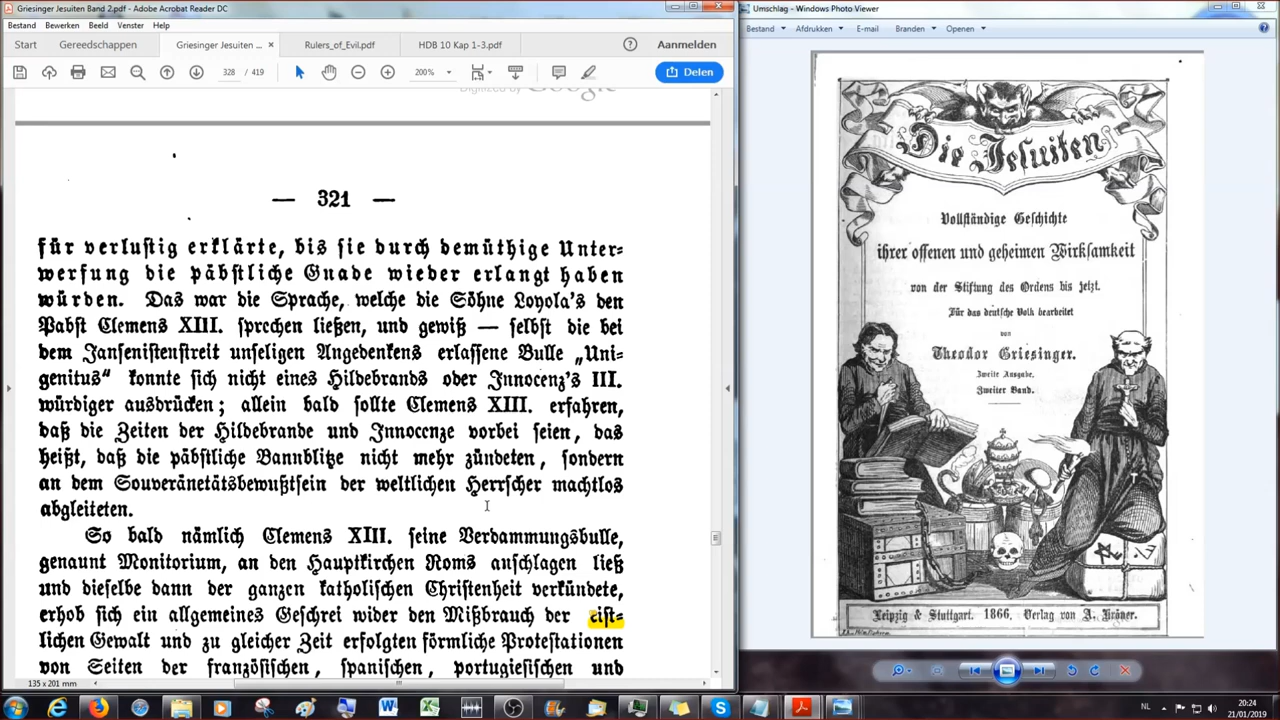 Griesinger Jesuiten Band 2.pdf - Adobe Acrobat Reader DC
Bestand Bewerken Beeld Venster Help
Start Gereedschappen Griesinger Jesuiten ... × Rulers_of_Evil.pdf HDB 10 Kap 1-3.pdf Aanmelden
328 / 419 200% Delen
Digitized by Google
— 321 —
für verluſtig erklärte, bis ſie durch demüthige Unter-
werfung die päbſtliche Gnade wieder erlangt haben
würden. Das war die Sprache, welche die Söhne Loyola's den
Pabſt Clemens XIII. ſprechen ließen, und gewiß — ſelbſt die bei
dem Janſeniſtenſtreit unſeligen Angedenkens erlaſſene Bulle „Uni-
genitus“ konnte ſich nicht eines Hildebrands oder Innocenz's III.
würdiger ausdrücken; allein bald ſollte Clemens XIII. erfahren,
daß die Zeiten der Hildebrande und Innocenze vorbei ſeien, das
heißt, daß die päbſtliche Bannblitze nicht mehr zündeten, ſondern
an dem Souveränetätsbewußtſein der weltlichen Herrſcher machtlos
abgleiteten.
So bald nämlich Clemens XIII. ſeine Verdammungsbulle,
genannt Monitorium, an den Hauptkirchen Roms anſchlagen ließ
und dieſelbe dann der ganzen katholiſchen Chriſtenheit verkündete,
erhob ſich ein allgemeines Geſchrei wider den Mißbrauch der eiſt-
lichen Gewalt und zu gleicher Zeit erfolgten förmliche Proteſtationen
von Seiten der franzöſiſchen, ſpaniſchen, portugieſiſchen und
135 x 201 mm
Umschlag - Windows Photo Viewer
Bestand Afdrukken E-mail Branden Openen
Die Jeſuiten
Vollſtändige Geſchichte
ihrer offenen und geheimen Wirkſamkeit
von der Stiftung des Ordens bis jetzt.
Für das deutſche Volk bearbeitet
von
Theodor Grieſinger.
Zweite Ausgabe.
Zweiter Band.
Leipzig & Stuttgart. 1866. Verlag von A. Kröner.
NL 20:24
21/01/2019